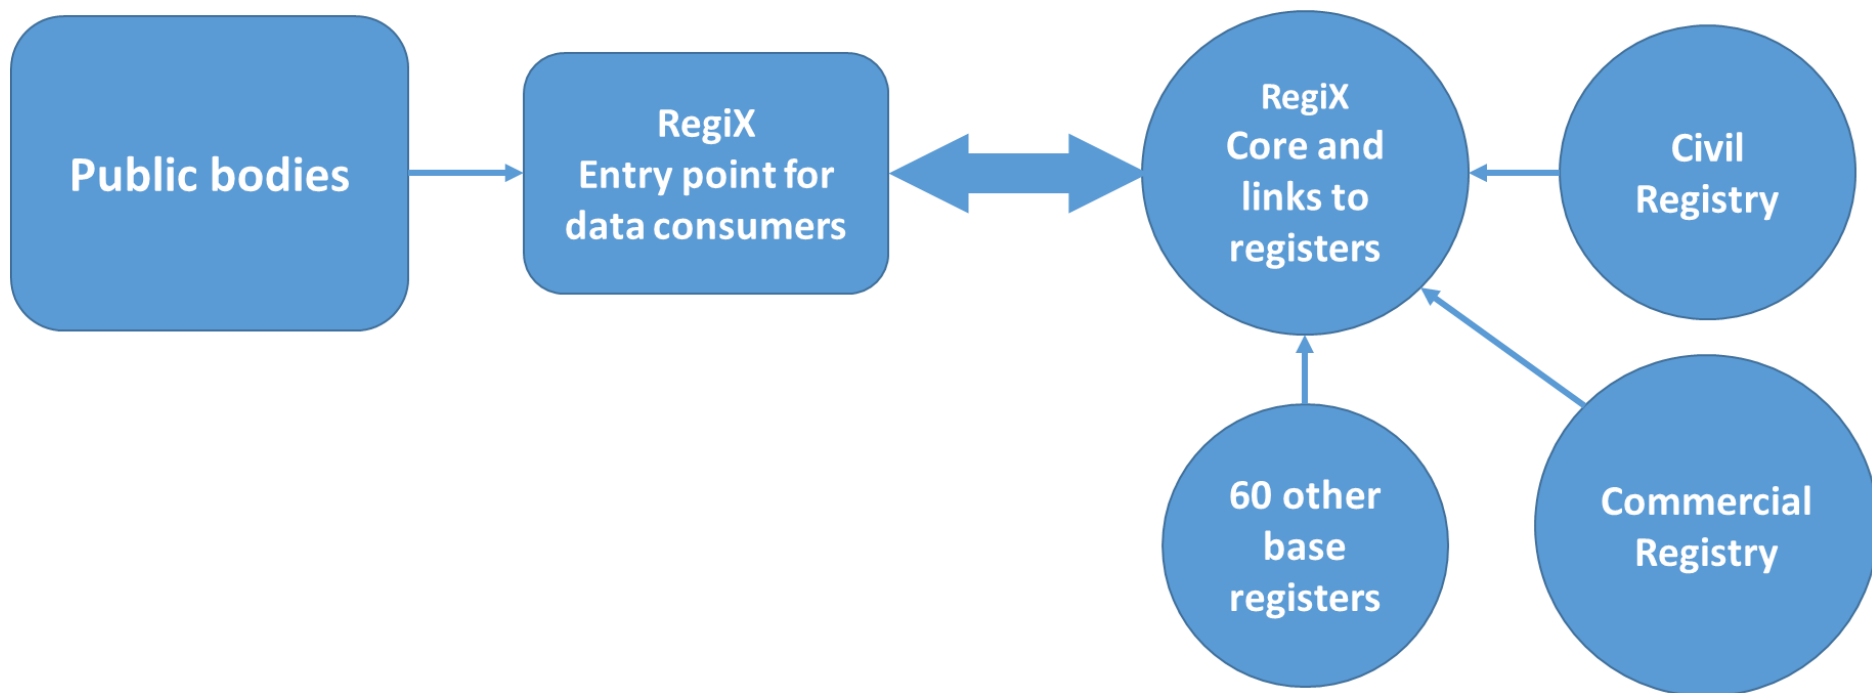 Public bodies
RegiX
Entry point for
data consumers
RegiX
Core and
links to
registers
Civil
Registry
60 other
base
registers
Commercial
Registry